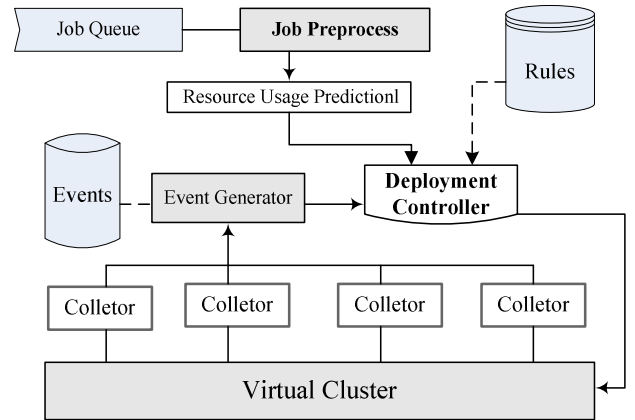 Job Queue
Job Preprocess
Rules
Resource Usage Predictionl
Events
Event Generator
Deployment
Controller
Colletor
Colletor
Colletor
Colletor
Virtual Cluster